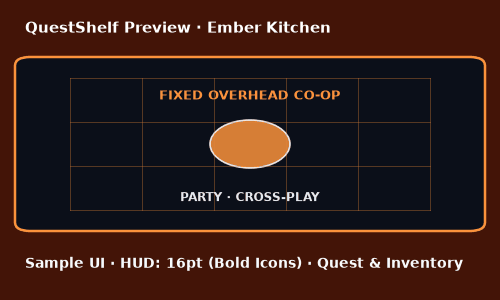 QuestShelf Preview · Ember Kitchen
FIXED OVERHEAD CO-OP
PARTY · CROSS-PLAY
Sample UI · HUD: 16pt (Bold Icons) · Quest & Inventory